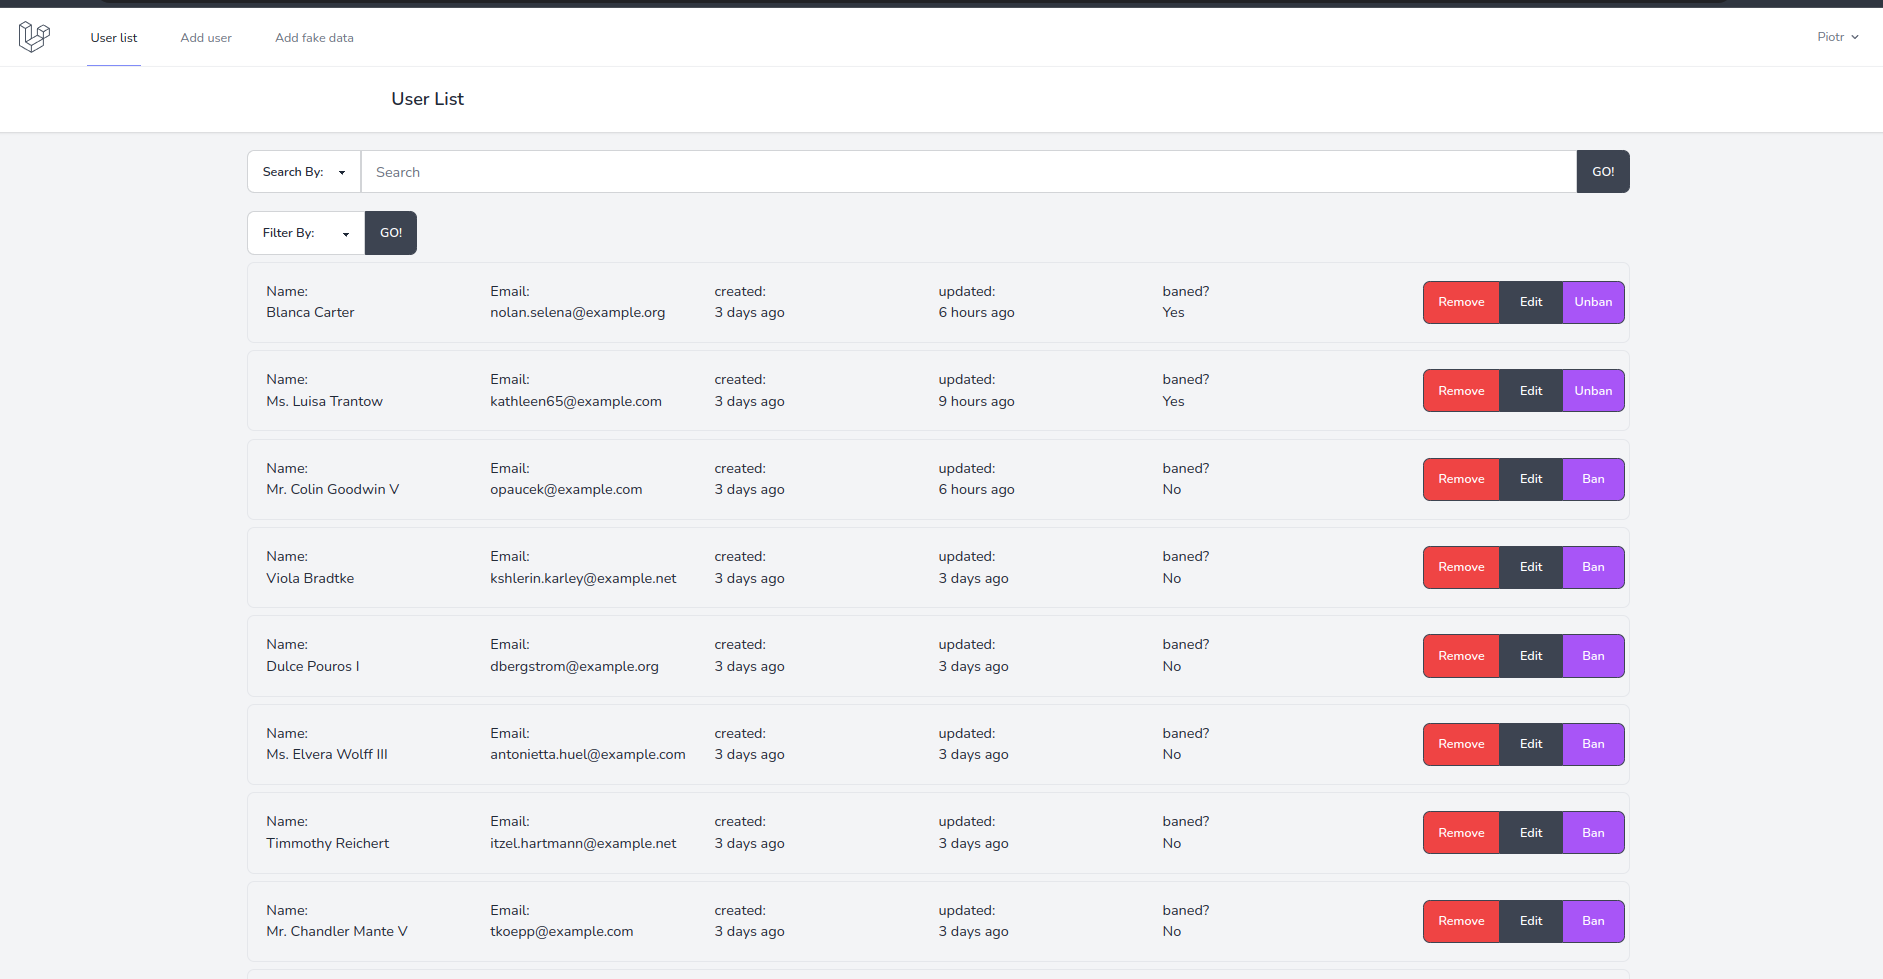 User list Add user Add fake data Piotr
User List
Search By: Search GO!
Filter By: GO!
Name: Email: created: updated: baned?
Blanca Carter nolan.selena@example.org 3 days ago 6 hours ago Yes Remove Edit Unban
Name: Email: created: updated: baned?
Ms. Luisa Trantow kathleen65@example.com 3 days ago 9 hours ago Yes Remove Edit Unban
Name: Email: created: updated: baned?
Mr. Colin Goodwin V opaucek@example.com 3 days ago 6 hours ago No Remove Edit Ban
Name: Email: created: updated: baned?
Viola Bradtke kshlerin.karley@example.net 3 days ago 3 days ago No Remove Edit Ban
Name: Email: created: updated: baned?
Dulce Pouros I dbergstrom@example.org 3 days ago 3 days ago No Remove Edit Ban
Name: Email: created: updated: baned?
Ms. Elvera Wolff III antonietta.huel@example.com 3 days ago 3 days ago No Remove Edit Ban
Name: Email: created: updated: baned?
Timmothy Reichert itzel.hartmann@example.net 3 days ago 3 days ago No Remove Edit Ban
Name: Email: created: updated: baned?
Mr. Chandler Mante V tkoepp@example.com 3 days ago 3 days ago No Remove Edit Ban